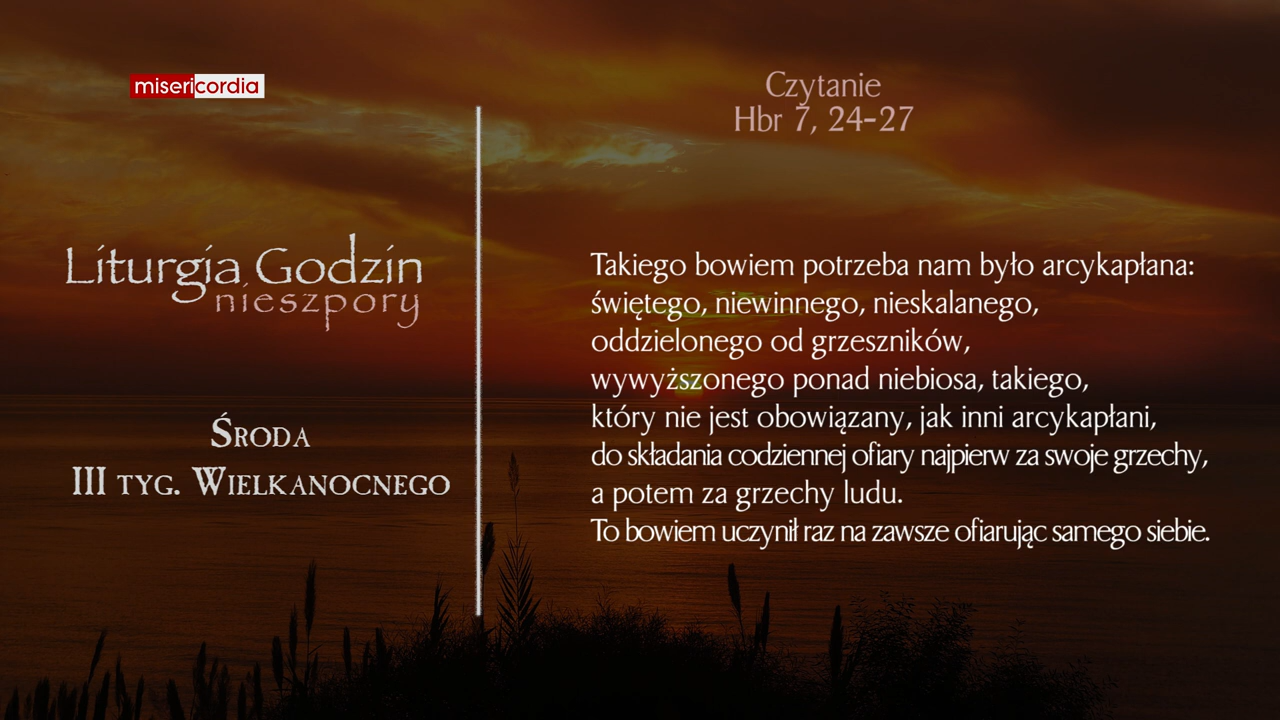 misericordia
Czytanie
Hbr 7, 24-27
Liturgia Godzin
nieszpory
Środa
III tyg. Wielkanocnego
Takiego bowiem potrzeba nam było arcykapłana:
świętego, niewinnego, nieskalanego,
oddzielonego od grzeszników,
wywyższonego ponad niebiosa, takiego,
który nie jest obowiązany, jak inni arcykapłani,
do składania codziennej ofiary najpierw za swoje grzechy,
a potem za grzechy ludu.
To bowiem uczynił raz na zawsze ofiarując samego siebie.